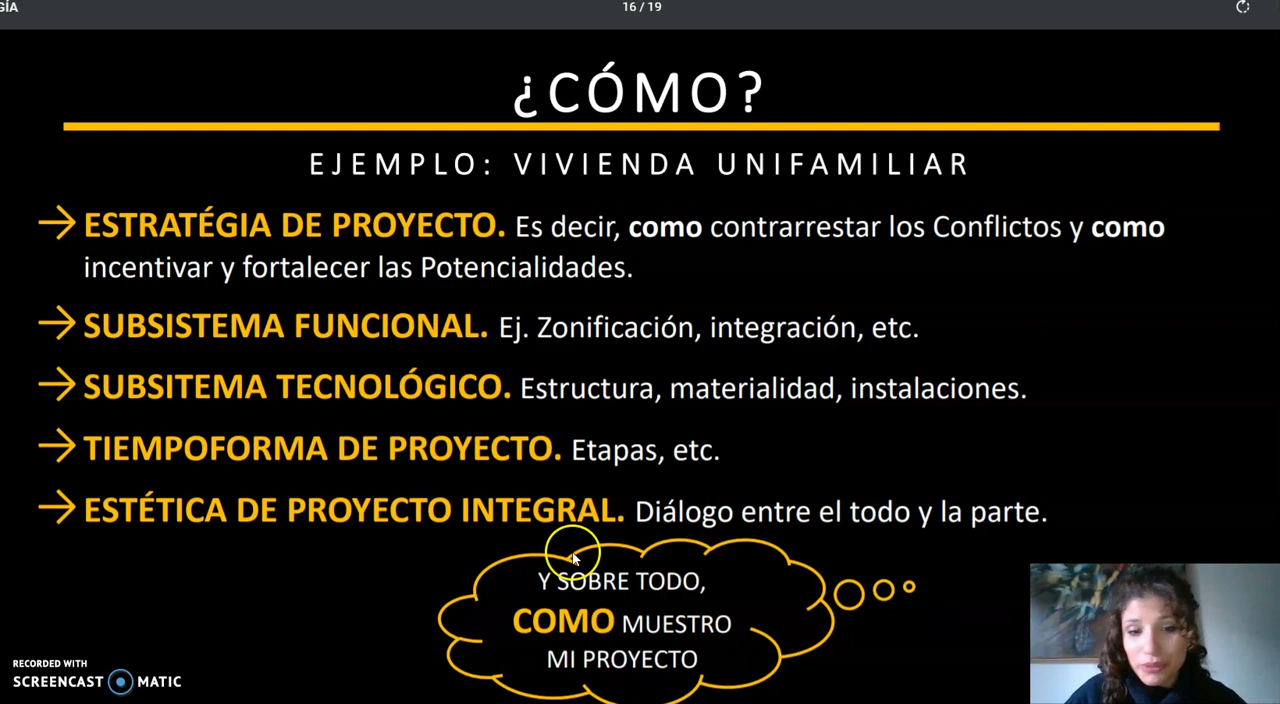 GÍA
16 / 19
¿CÓMO?
EJEMPLO: VIVIENDA UNIFAMILIAR
→ ESTRATÉGIA DE PROYECTO. Es decir, como contrarrestar los Conflictos y como
incentivar y fortalecer las Potencialidades.
→ SUBSISTEMA FUNCIONAL. Ej. Zonificación, integración, etc.
→ SUBSITEMA TECNOLÓGICO. Estructura, materialidad, instalaciones.
→ TIEMPOFORMA DE PROYECTO. Etapas, etc.
→ ESTÉTICA DE PROYECTO INTEGRAL. Diálogo entre el todo y la parte.
Y SOBRE TODO,
COMO MUESTRO
MI PROYECTO
RECORDED WITH
SCREENCAST MATIC